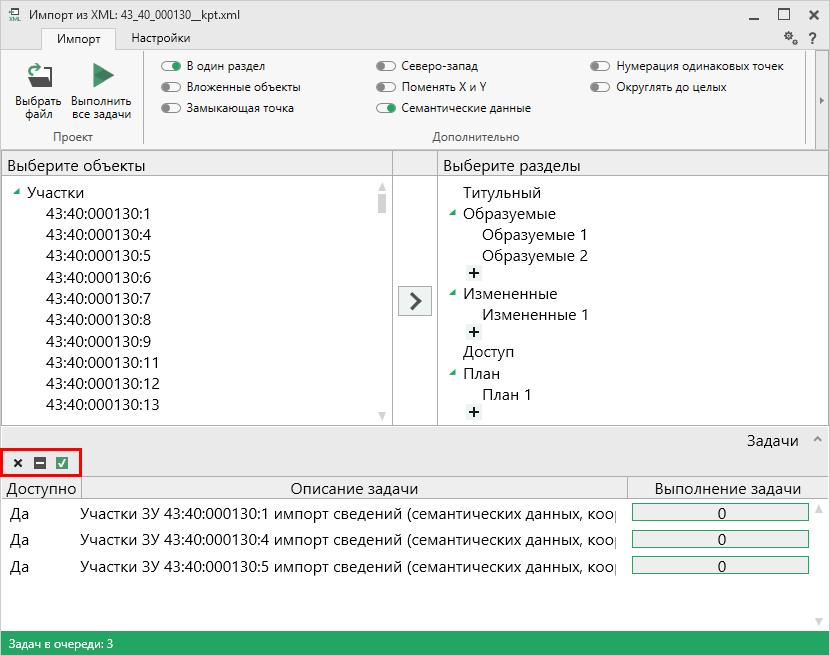 Импорт из XML: 43_40_000130__kpt.xml
Импорт
Настройки
Выбрать файл
Выполнить все задачи
Проект
В один раздел
Вложенные объекты
Замыкающая точка
Северо-запад
Поменять X и Y
Семантические данные
Нумерация одинаковых точек
Округлять до целых
Дополнительно
Выберите объекты
Участки
43:40:000130:1
43:40:000130:4
43:40:000130:5
43:40:000130:6
43:40:000130:7
43:40:000130:8
43:40:000130:9
43:40:000130:11
43:40:000130:12
43:40:000130:13
Выберите разделы
Титульный
Образуемые
Образуемые 1
Образуемые 2
Измененные
Измененные 1
Доступ
План
План 1
Задачи
Доступно Описание задачи Выполнение задачи
Да Участки ЗУ 43:40:000130:1 импорт сведений (семантических данных, коор 0
Да Участки ЗУ 43:40:000130:4 импорт сведений (семантических данных, коор 0
Да Участки ЗУ 43:40:000130:5 импорт сведений (семантических данных, коор 0
Задач в очереди: 3